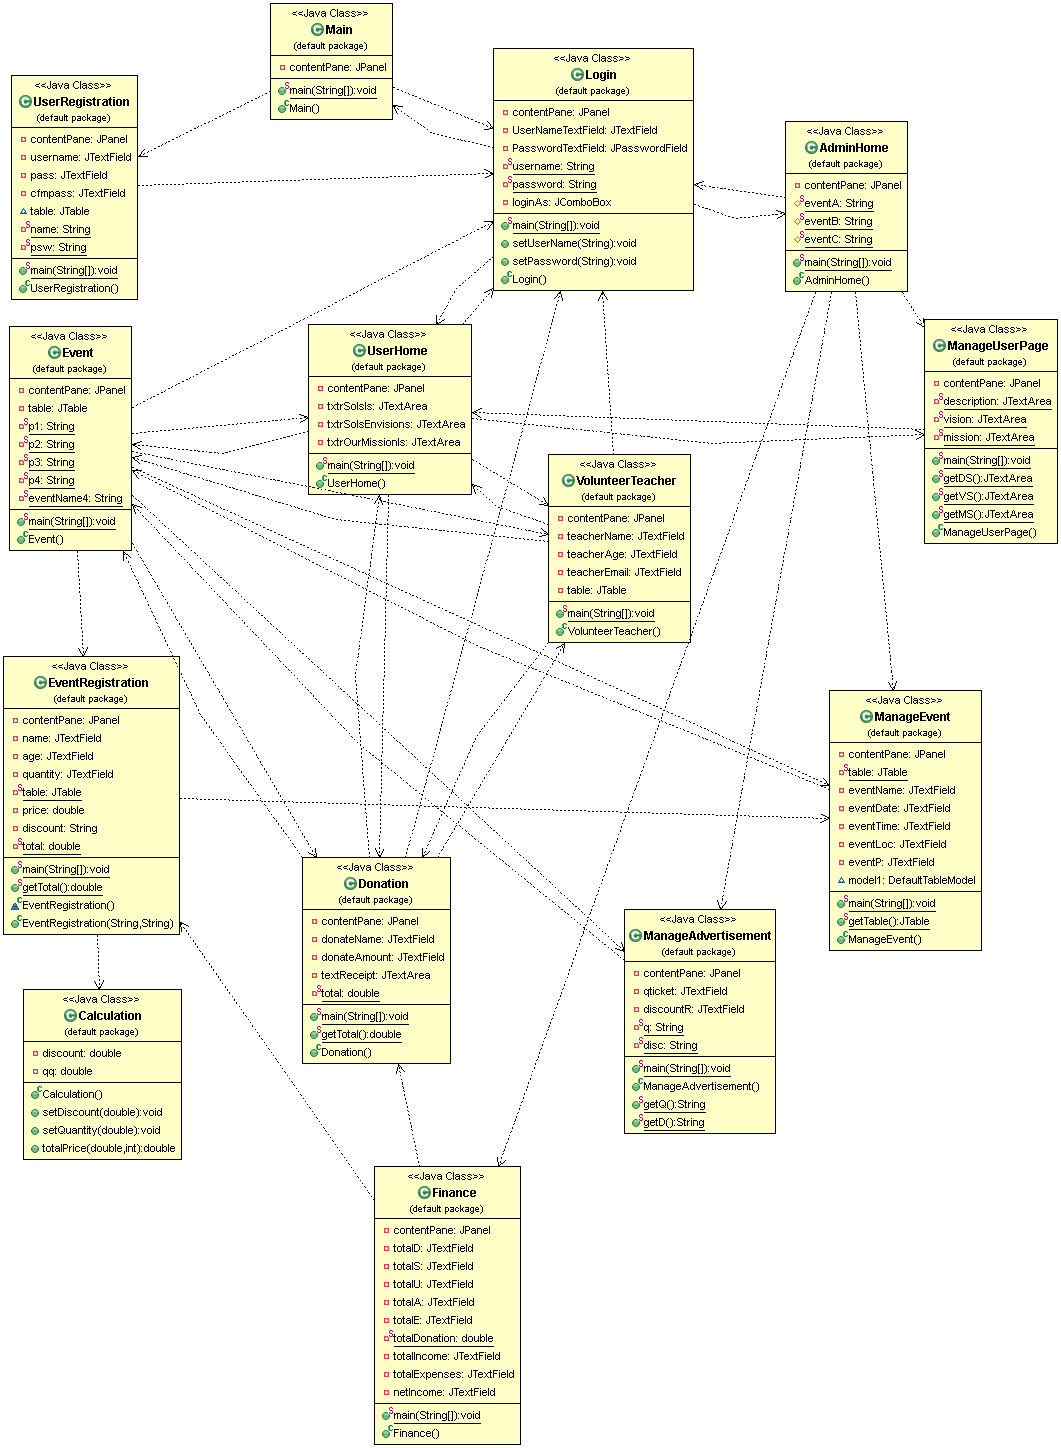 <<Java Class>>
Main
(default package)
contentPane: JPanel
main(String[]):void
Main()
<<Java Class>>
Login
(default package)
contentPane: JPanel
UserNameTextField: JTextField
PasswordTextField: JPasswordField
username: String
password: String
loginAs: JComboBox
main(String[]):void
setUserName(String):void
setPassword(String):void
Login()
<<Java Class>>
UserRegistration
(default package)
contentPane: JPanel
username: JTextField
pass: JTextField
cfmpass: JTextField
table: JTable
name: String
psw: String
main(String[]):void
UserRegistration()
<<Java Class>>
AdminHome
(default package)
contentPane: JPanel
eventA: String
eventB: String
eventC: String
main(String[]):void
AdminHome()
<<Java Class>>
Event
(default package)
contentPane: JPanel
table: JTable
p1: String
p2: String
p3: String
p4: String
eventName4: String
main(String[]):void
Event()
<<Java Class>>
UserHome
(default package)
contentPane: JPanel
txtrSolsIs: JTextArea
txtrSolsEnvisions: JTextArea
txtrOurMissionIs: JTextArea
main(String[]):void
UserHome()
<<Java Class>>
ManageUserPage
(default package)
contentPane: JPanel
description: JTextArea
vision: JTextArea
mission: JTextArea
main(String[]):void
getDS():JTextArea
getVS():JTextArea
getMS():JTextArea
ManageUserPage()
<<Java Class>>
VolunteerTeacher
(default package)
contentPane: JPanel
teacherName: JTextField
teacherAge: JTextField
teacherEmail: JTextField
table: JTable
main(String[]):void
VolunteerTeacher()
<<Java Class>>
EventRegistration
(default package)
contentPane: JPanel
name: JTextField
age: JTextField
quantity: JTextField
table: JTable
price: double
discount: String
total: double
main(String[]):void
getTotal():double
EventRegistration()
EventRegistration(String,String)
<<Java Class>>
ManageEvent
(default package)
contentPane: JPanel
table: JTable
eventName: JTextField
eventDate: JTextField
eventTime: JTextField
eventLoc: JTextField
eventP: JTextField
model1: DefaultTableModel
main(String[]):void
getTable():JTable
ManageEvent()
<<Java Class>>
Donation
(default package)
contentPane: JPanel
donateName: JTextField
donateAmount: JTextField
textReceipt: JTextArea
total: double
main(String[]):void
getTotal():double
Donation()
<<Java Class>>
ManageAdvertisement
(default package)
contentPane: JPanel
qticket: JTextField
discountR: JTextField
q: String
disc: String
main(String[]):void
ManageAdvertisement()
getQ():String
getD():String
<<Java Class>>
Calculation
(default package)
discount: double
qq: double
Calculation()
setDiscount(double):void
setQuantity(double):void
totalPrice(double,int):double
<<Java Class>>
Finance
(default package)
contentPane: JPanel
totalD: JTextField
totalS: JTextField
totalU: JTextField
totalA: JTextField
totalE: JTextField
totalDonation: double
totalIncome: JTextField
totalExpenses: JTextField
netIncome: JTextField
main(String[]):void
Finance()